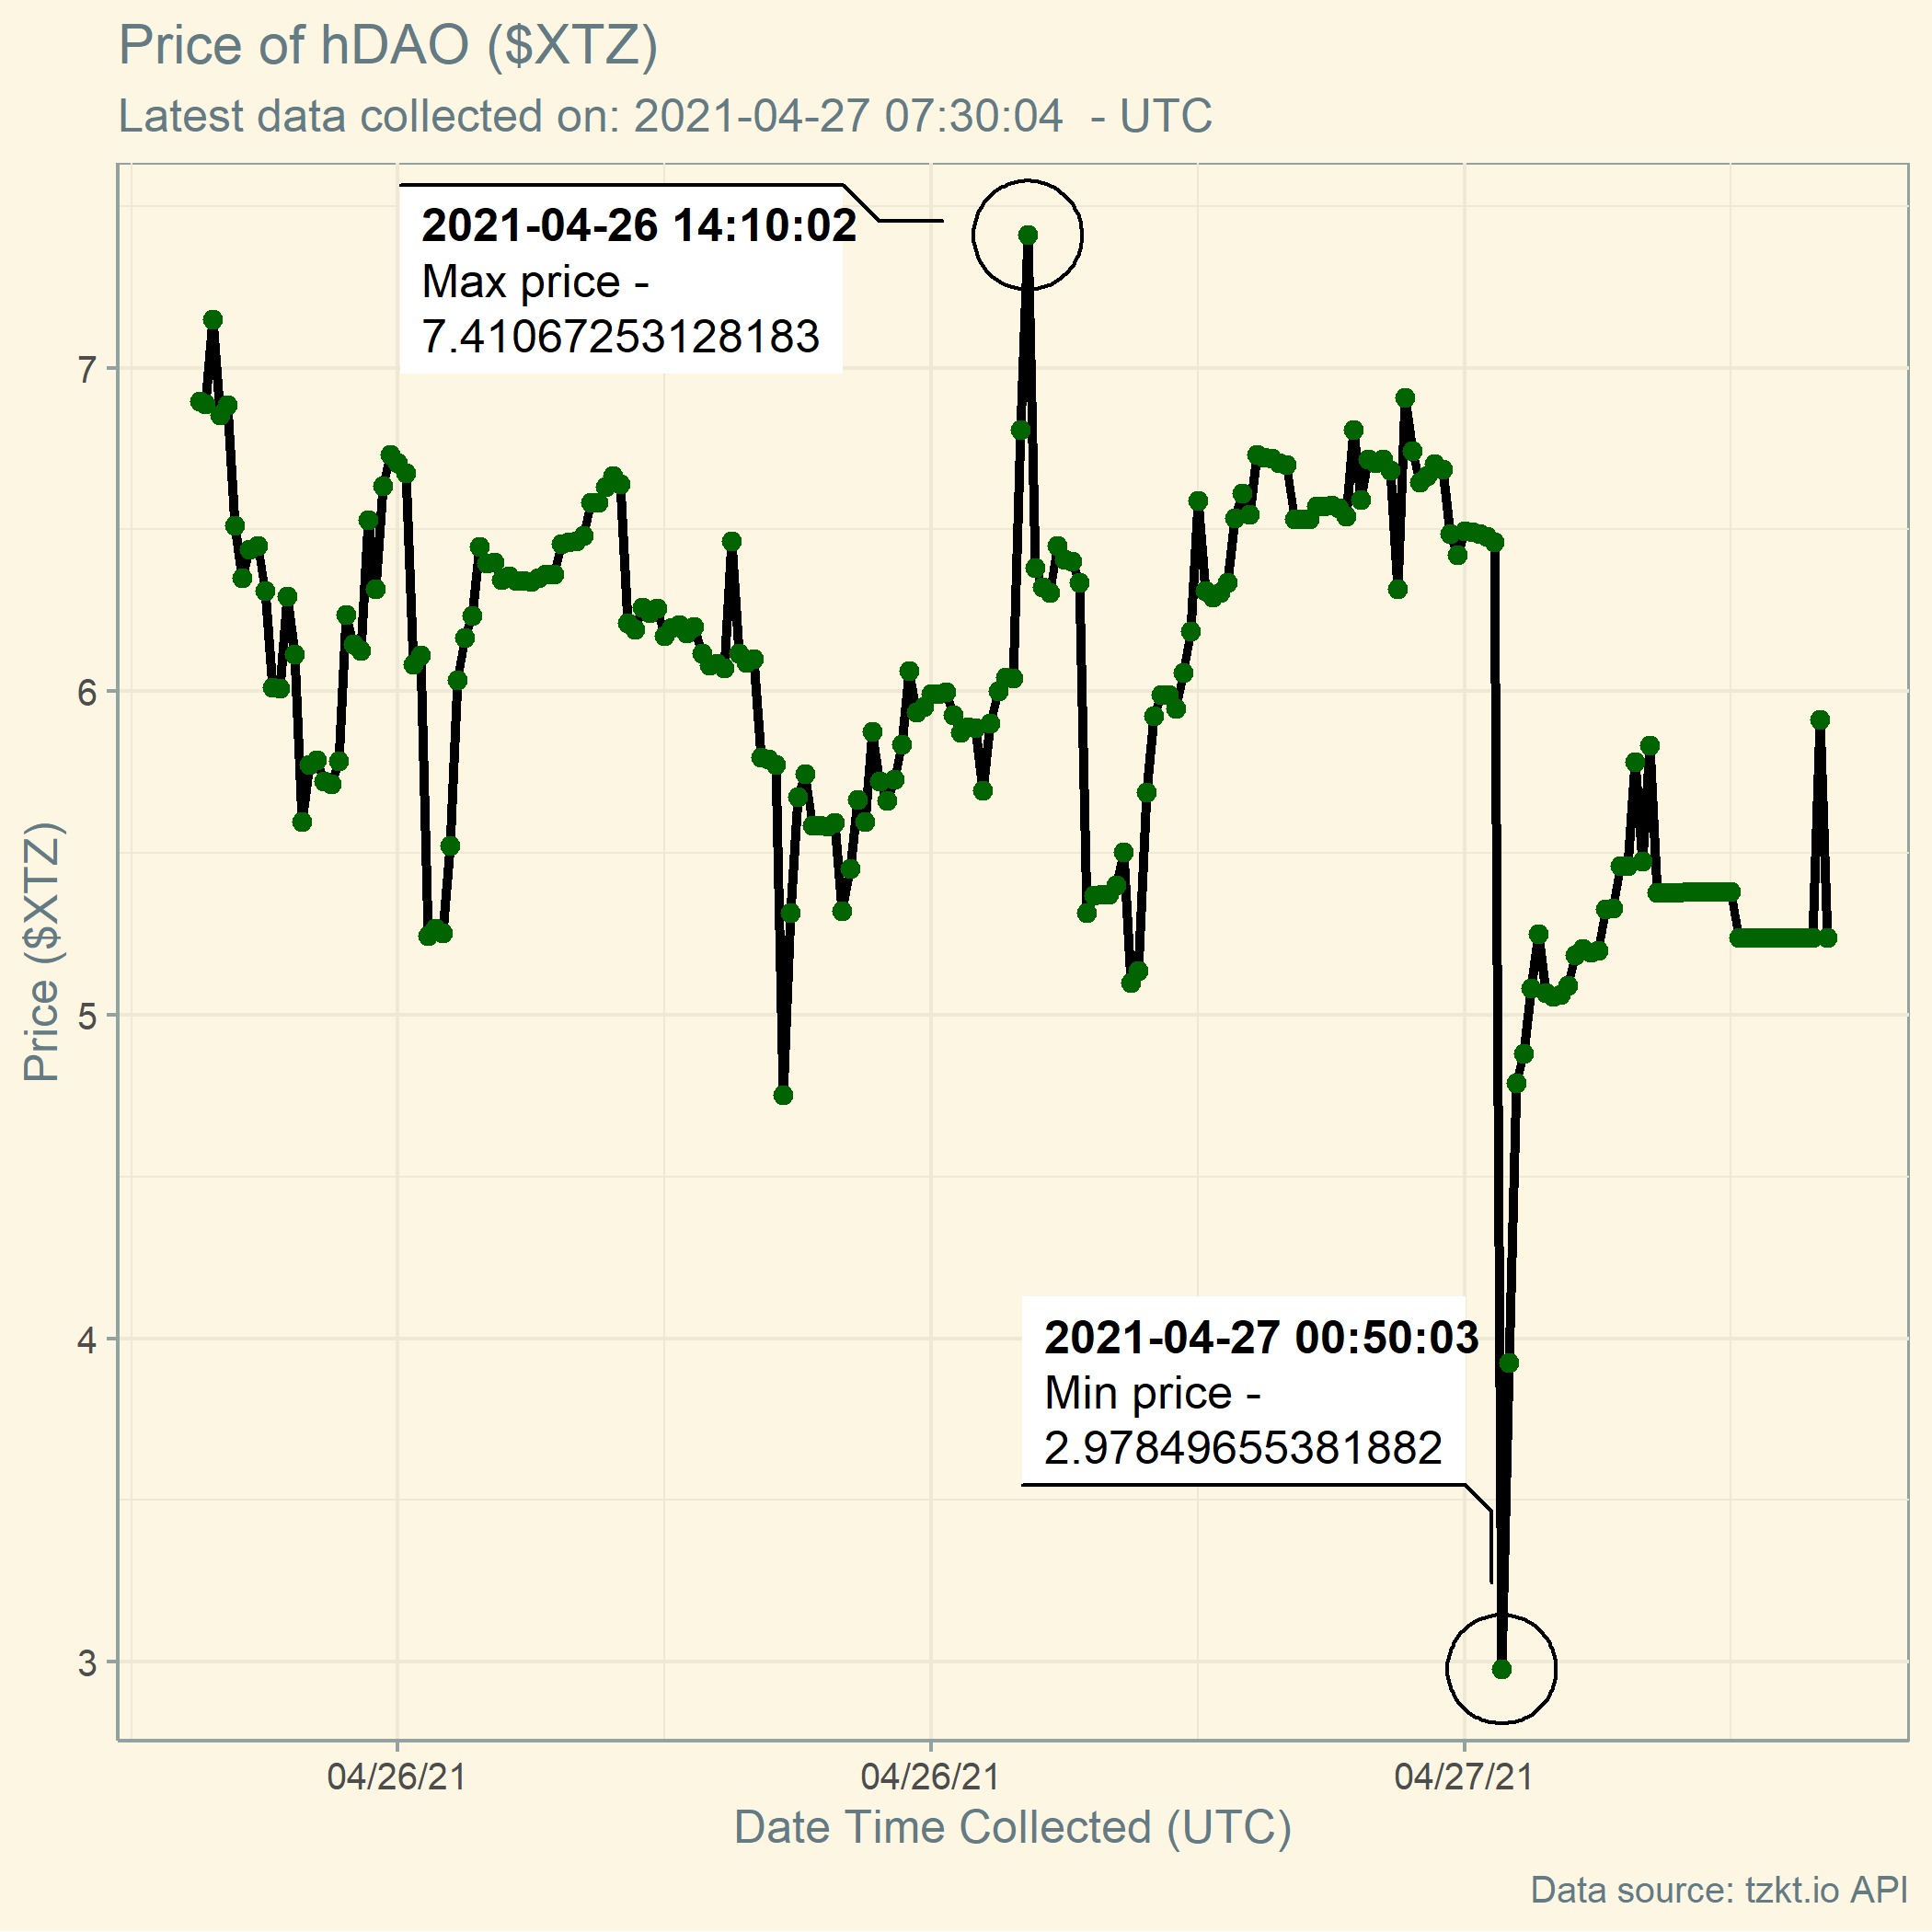 Price of hDAO ($XTZ)
Latest data collected on: 2021-04-27 07:30:04 - UTC
2021-04-26 14:10:02
Max price -
7.41067253128183
7
6
5
4
3
Price ($XTZ)
2021-04-27 00:50:03
Min price -
2.97849655381882
04/26/21
04/26/21
04/27/21
Date Time Collected (UTC)
Data source: tzkt.io API